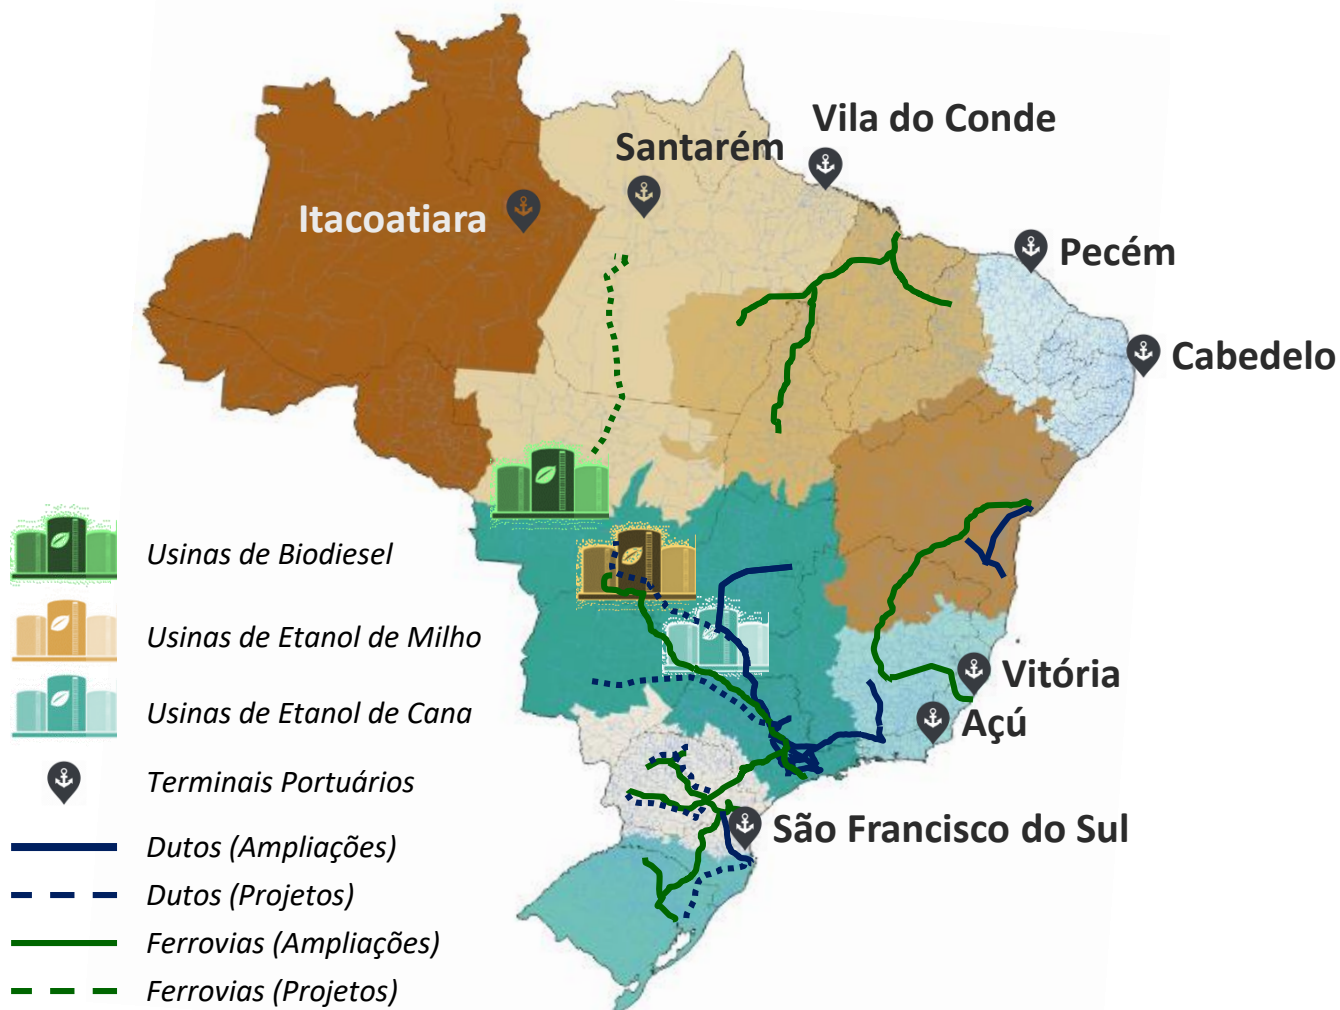 Vila do Conde
Santarém
Itacoatiara
Pecém
Cabedelo
Vitória
Açú
São Francisco do Sul
Usinas de Biodiesel
Usinas de Etanol de Milho
Usinas de Etanol de Cana
Terminais Portuários
Dutos (Ampliações)
Dutos (Projetos)
Ferrovias (Ampliações)
Ferrovias (Projetos)